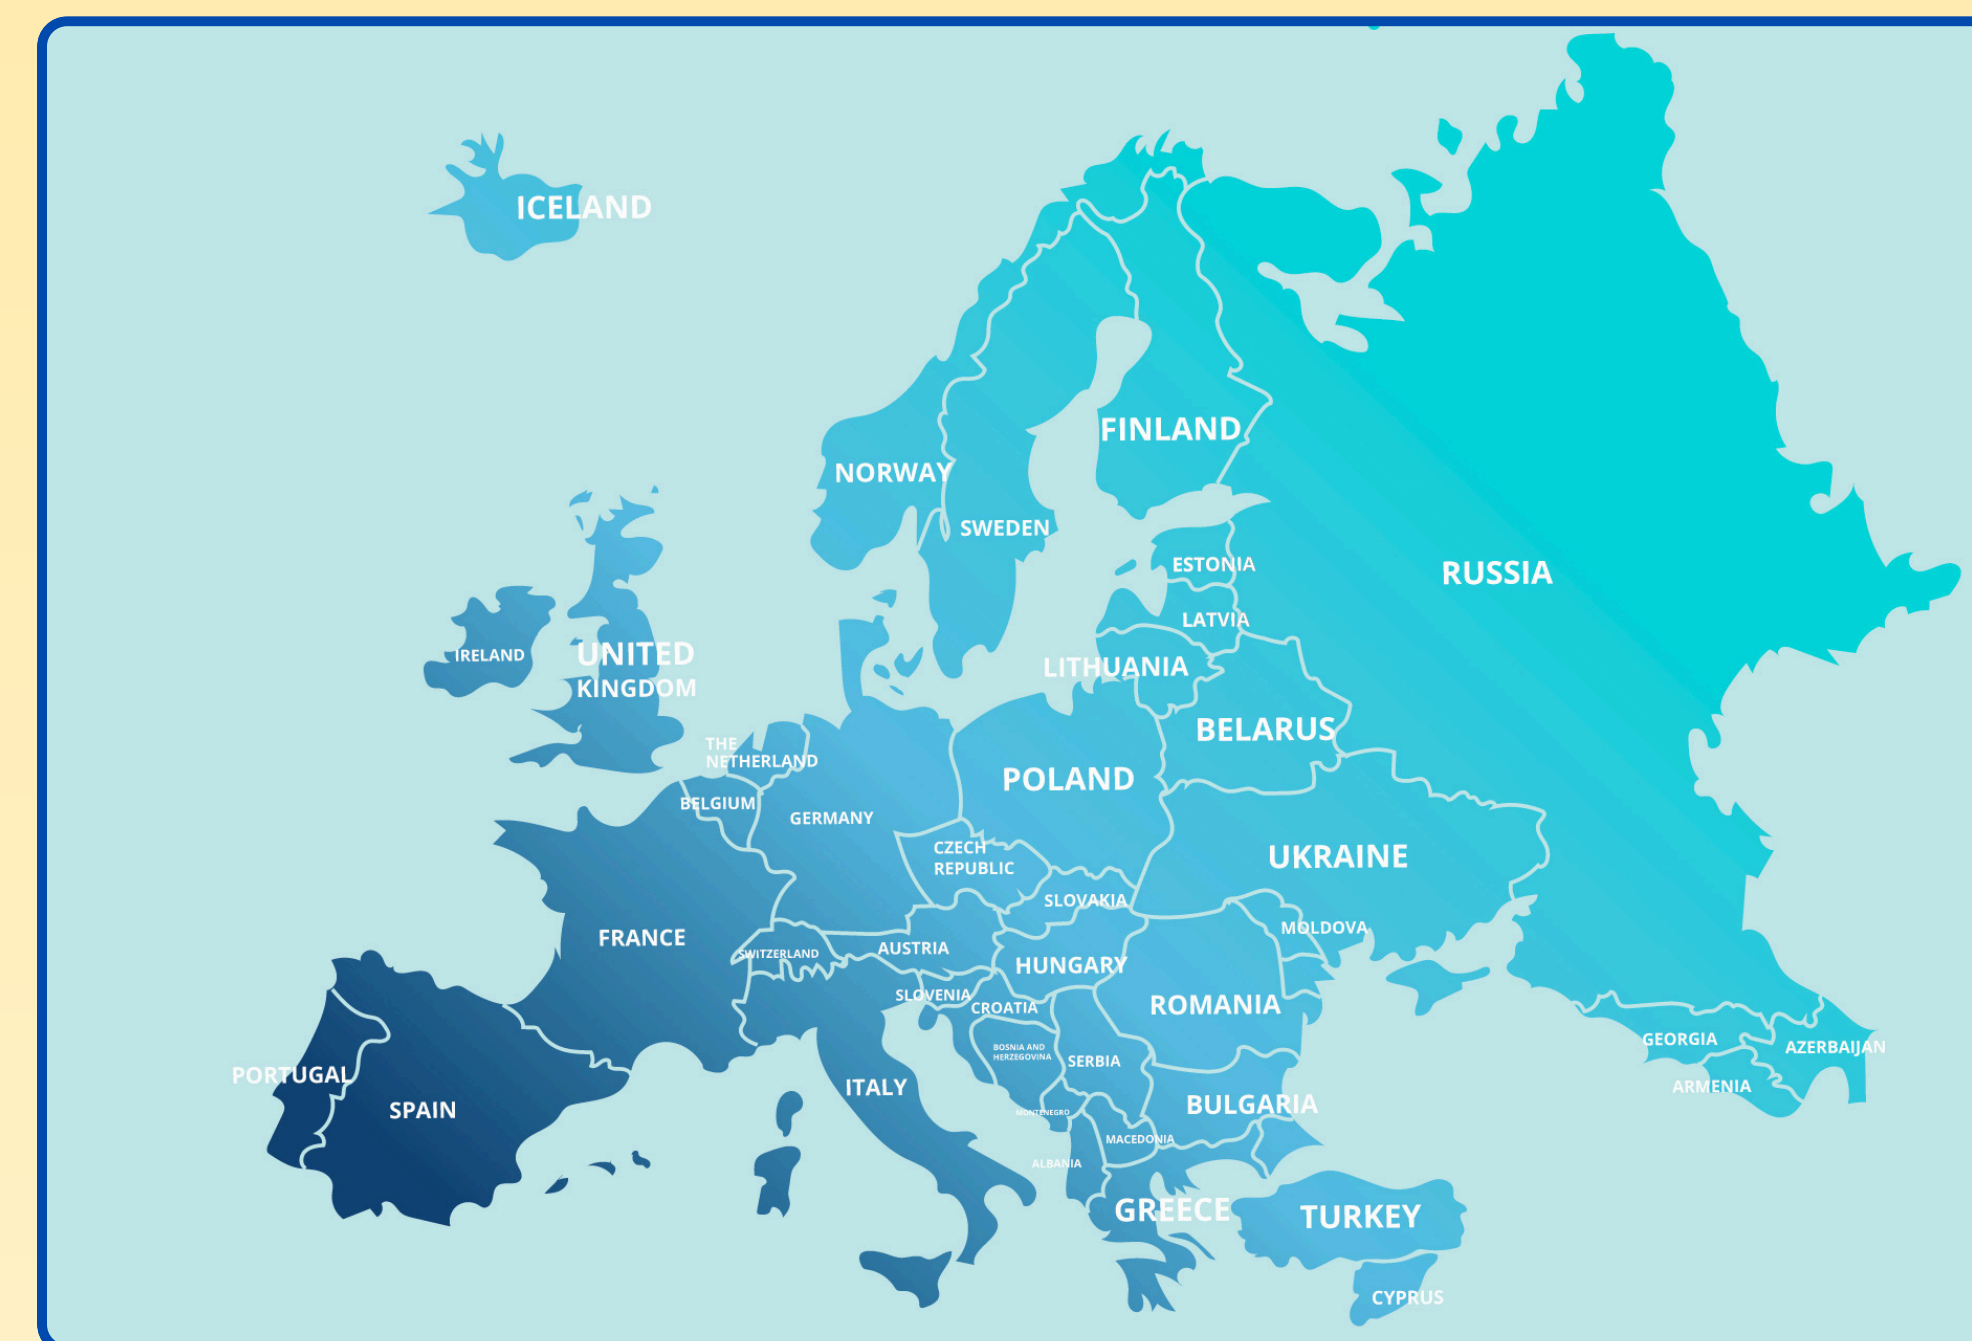 ICELAND
FINLAND
NORWAY
SWEDEN
ESTONIA
RUSSIA
LATVIA
IRELAND
UNITED
KINGDOM
LITHUANIA
BELARUS
THE
NETHERLAND
POLAND
BELGIUM
GERMANY
CZECH
REPUBLIC
UKRAINE
SLOVAKIA
FRANCE
MOLDOVA
SWITZERLAND
AUSTRIA
HUNGARY
SLOVENIA
CROATIA
ROMANIA
BOSNIA AND
HERZEGOVINA
SERBIA
GEORGIA
AZERBAIJAN
PORTUGAL
SPAIN
ITALY
ARMENIA
BULGARIA
MONTENEGRO
MACEDONIA
ALBANIA
GREECE
TURKEY
CYPRUS